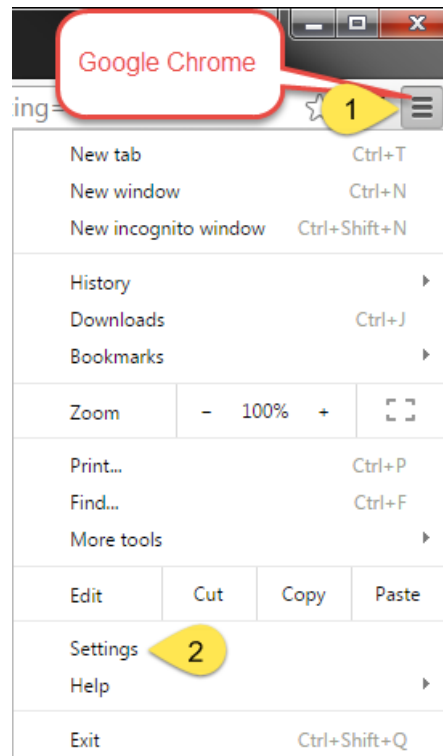 Google Chrome
ing=
1
New tab Ctrl+T
New window Ctrl+N
New incognito window Ctrl+Shift+N
History
Downloads Ctrl+J
Bookmarks
Zoom - 100% +
Print... Ctrl+P
Find... Ctrl+F
More tools
Edit Cut Copy Paste
Settings 2
Help
Exit Ctrl+Shift+Q